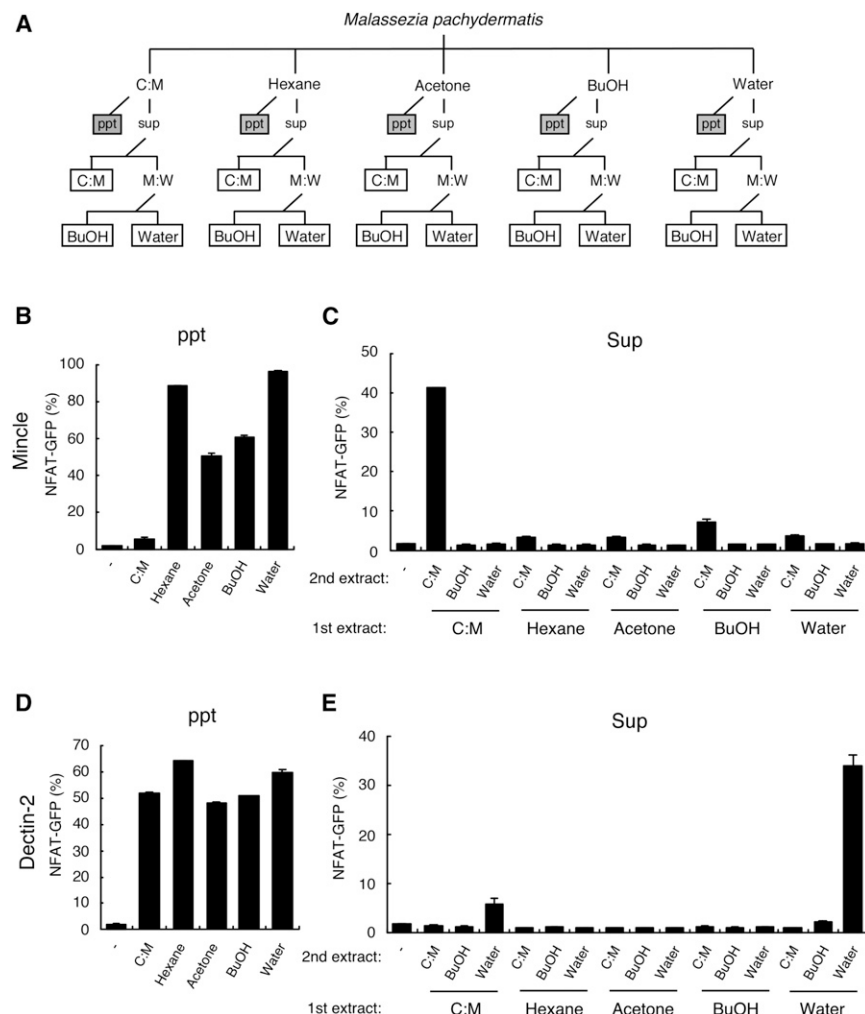 A
Malassezia pachydermatis
C:M Hexane Acetone BuOH Water
ppt sup ppt sup ppt sup ppt sup ppt sup
C:M M:W C:M M:W C:M M:W C:M M:W C:M M:W
BuOH Water BuOH Water BuOH Water BuOH Water BuOH Water
B
ppt
Mincle
NFAT-GFP (%)
100
80
60
40
20
0
- C:M Hexane Acetone BuOH Water
C
Sup
NFAT-GFP (%)
50
40
30
20
10
0
2nd extract: - C:M BuOH Water C:M BuOH Water C:M BuOH Water C:M BuOH Water C:M BuOH Water
1st extract: C:M Hexane Acetone BuOH Water
D
ppt
Dectin-2
NFAT-GFP (%)
70
60
50
40
30
20
10
0
- C:M Hexane Acetone BuOH Water
E
Sup
NFAT-GFP (%)
40
30
20
10
0
2nd extract: - C:M BuOH Water C:M BuOH Water C:M BuOH Water C:M BuOH Water C:M BuOH Water
1st extract: C:M Hexane Acetone BuOH Water